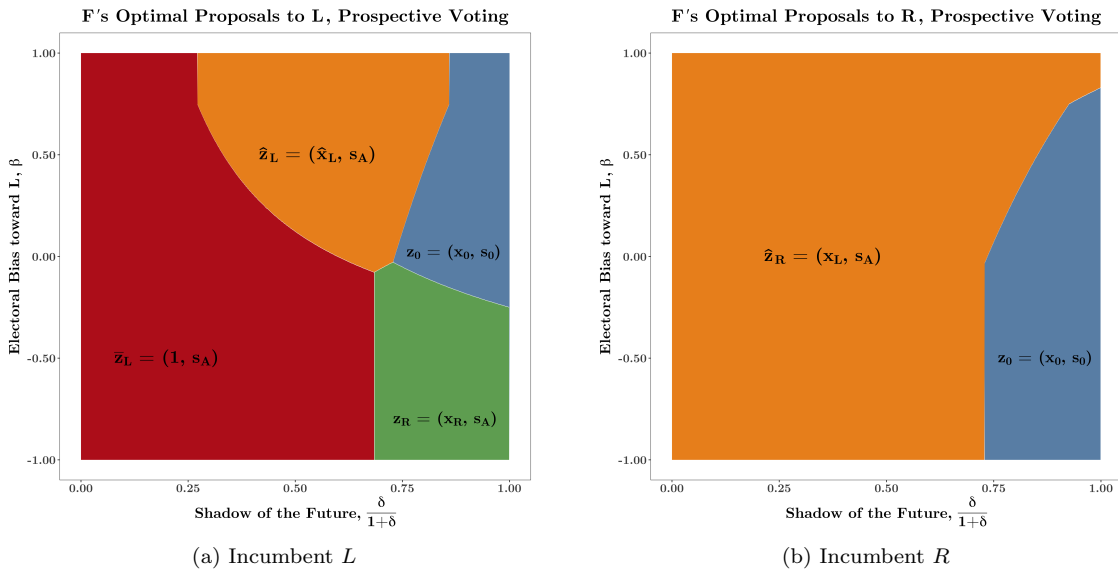 F's Optimal Proposals to L, Prospective Voting
Electoral Bias toward L, β
1.00
0.50
0.00
-0.50
-1.00
ẑ_L = (x̂_L, s_A)
z_0 = (x_0, s_0)
z̄_L = (1, s_A)
z_R = (x_R, s_A)
0.00 0.25 0.50 0.75 1.00
Shadow of the Future, δ/(1+δ)
(a) Incumbent L
F's Optimal Proposals to R, Prospective Voting
Electoral Bias toward L, β
1.00
0.50
0.00
-0.50
-1.00
ẑ_R = (x_L, s_A)
z_0 = (x_0, s_0)
0.00 0.25 0.50 0.75 1.00
Shadow of the Future, δ/(1+δ)
(b) Incumbent R